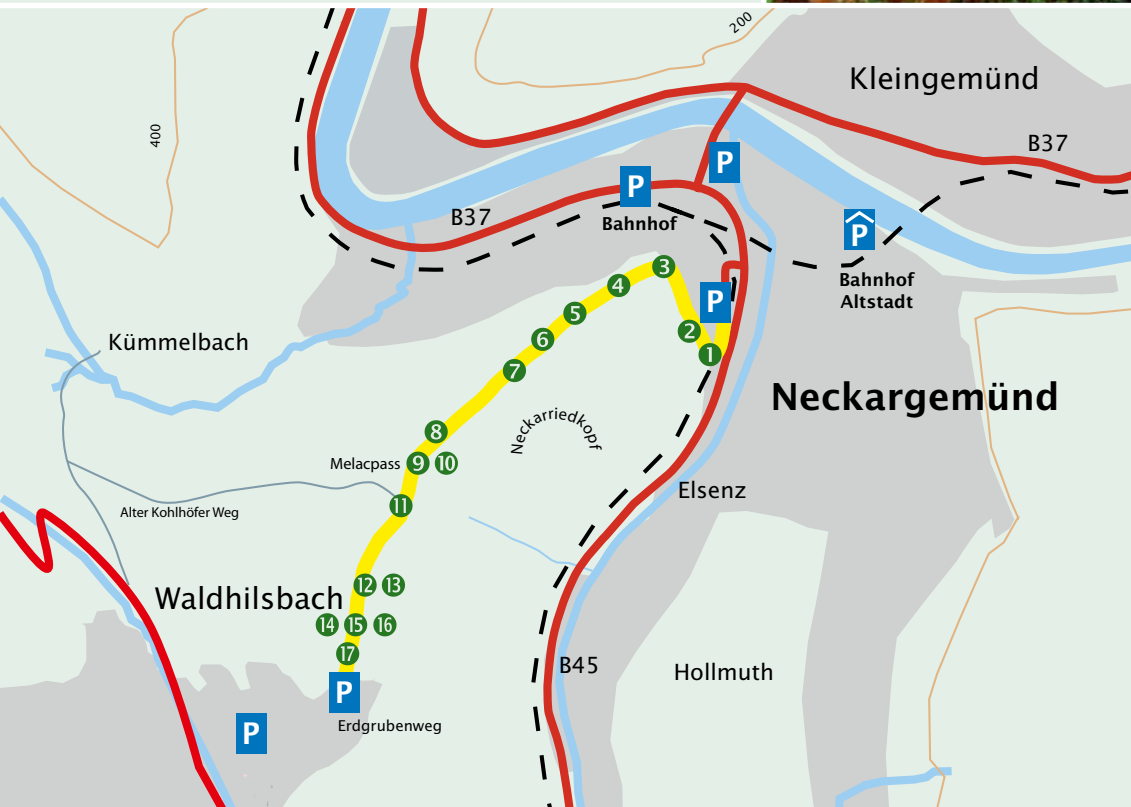 200
Kleingemünd
400
B37
P
P
B37
Bahnhof
P
3
Bahnhof
Altstadt
4
P
5
2
6
Kümmelbach
1
7
Neckargemünd
Neckarriedkopf
8
Melacpass 9 10
Elsenz
11
Alter Kohlhöfer Weg
12 13
Waldhilsbach
14 15 16
17
B45
Hollmuth
P
Erdgrubenweg
P